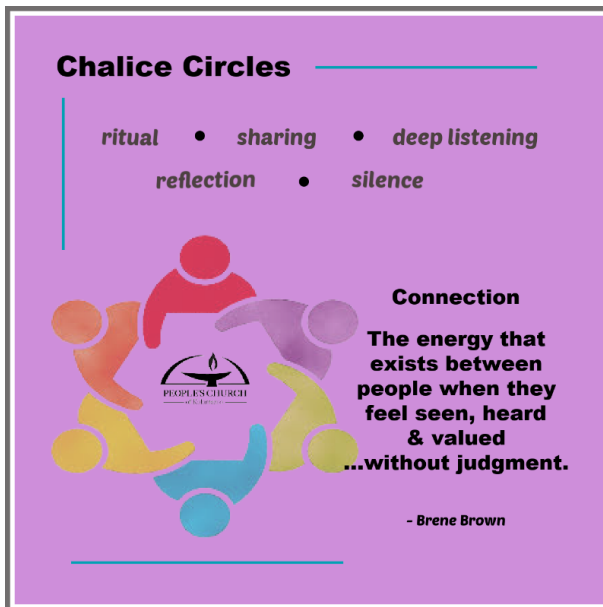 Chalice Circles
ritual • sharing • deep listening
reflection • silence
PEOPLE'S CHURCH
Connection
The energy that
exists between
people when they
feel seen, heard
& valued
...without judgment.
- Brene Brown